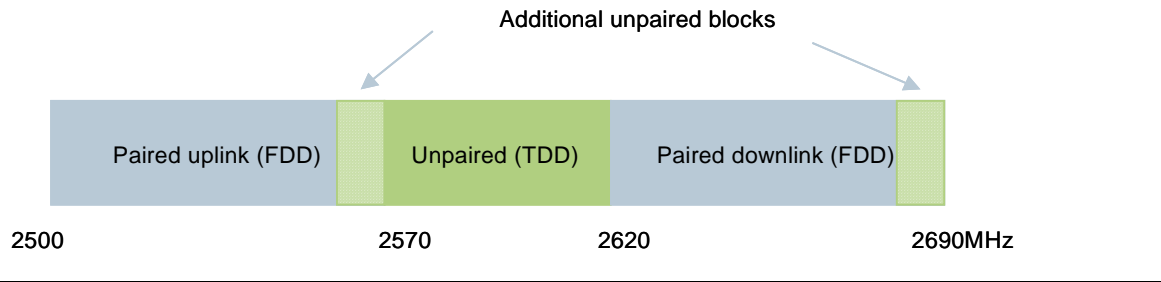 Additional unpaired blocks
Paired uplink (FDD)
Unpaired (TDD)
Paired downlink (FDD)
2500
2570
2620
2690MHz